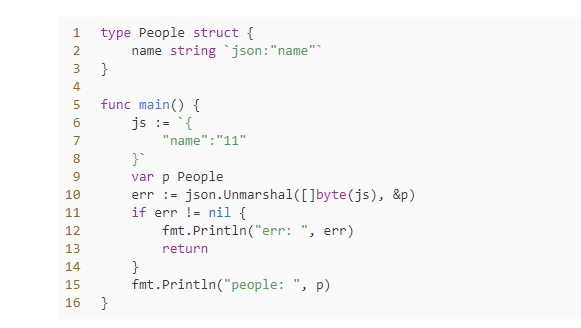 1 type People struct {
2     name string `json:"name"`
3 }
4
5 func main() {
6     js := `{
7         "name":"11"
8     }`
9     var p People
10     err := json.Unmarshal([]byte(js), &p)
11     if err != nil {
12         fmt.Println("err: ", err)
13         return
14     }
15     fmt.Println("people: ", p)
16 }